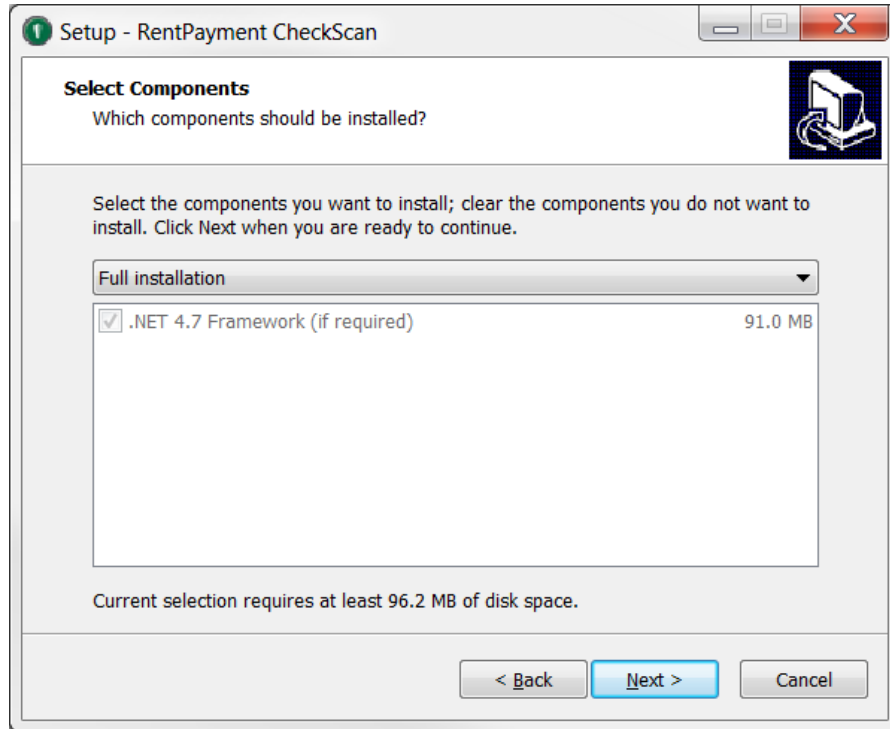 Setup - RentPayment CheckScan
Select Components
Which components should be installed?
Select the components you want to install; clear the components you do not want to
install. Click Next when you are ready to continue.
Full installation
.NET 4.7 Framework (if required) 91.0 MB
Current selection requires at least 96.2 MB of disk space.
< Back Next > Cancel